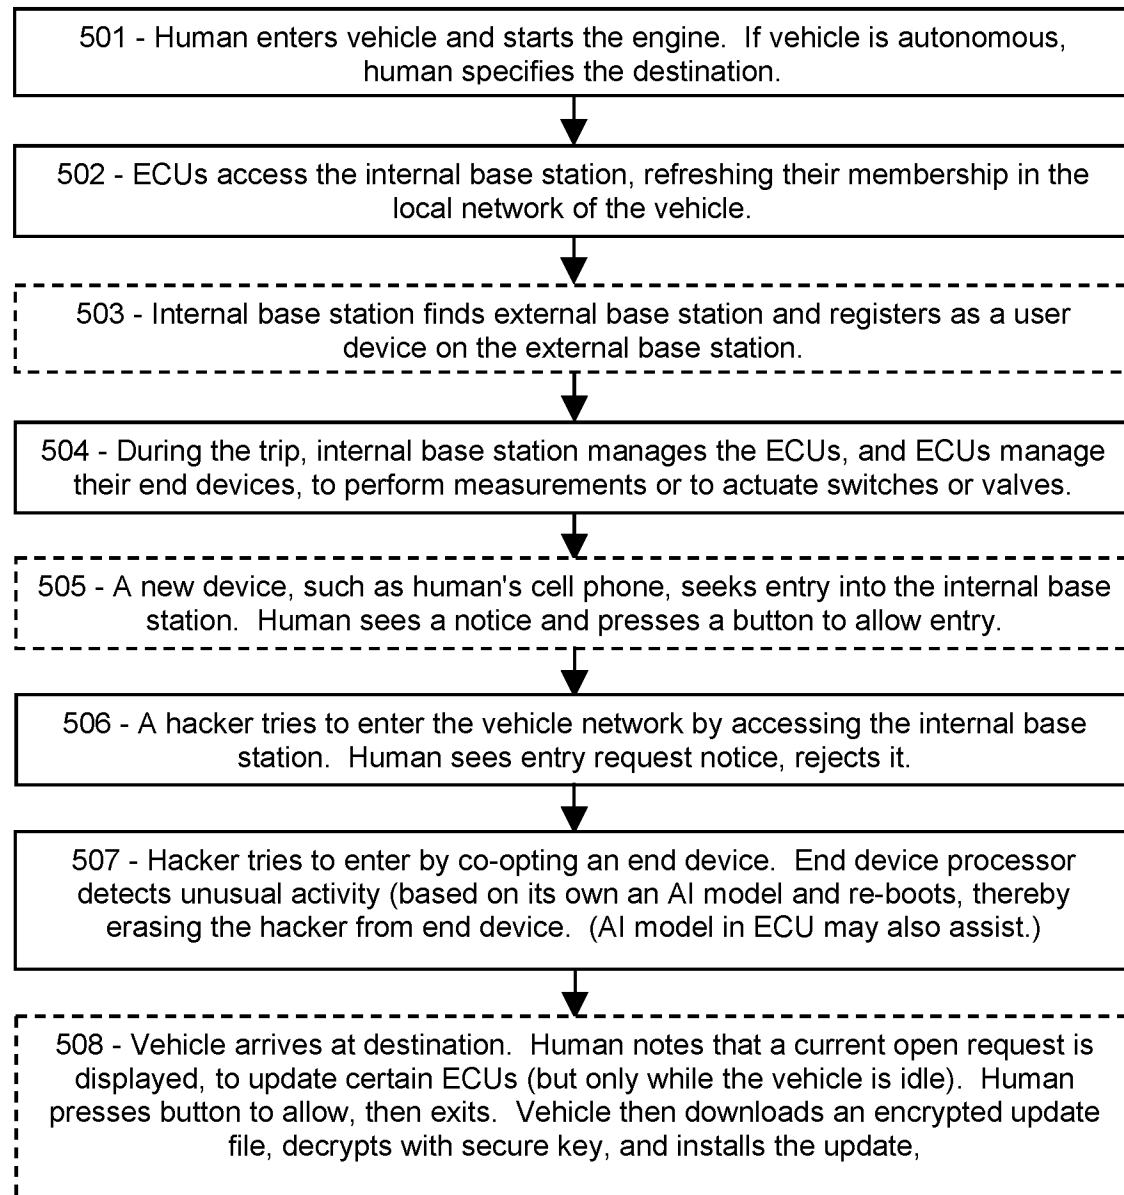 501 - Human enters vehicle and starts the engine.  If vehicle is autonomous,
human specifies the destination.
502 - ECUs access the internal base station, refreshing their membership in the
local network of the vehicle.
503 - Internal base station finds external base station and registers as a user
device on the external base station.
504 - During the trip, internal base station manages the ECUs, and ECUs manage
their end devices, to perform measurements or to actuate switches or valves.
505 - A new device, such as human's cell phone, seeks entry into the internal base
station.  Human sees a notice and presses a button to allow entry.
506 - A hacker tries to enter the vehicle network by accessing the internal base
station.  Human sees entry request notice, rejects it.
507 - Hacker tries to enter by co-opting an end device.  End device processor
detects unusual activity (based on its own an AI model and re-boots, thereby
erasing the hacker from end device.  (AI model in ECU may also assist.)
508 - Vehicle arrives at destination.  Human notes that a current open request is
displayed, to update certain ECUs (but only while the vehicle is idle).  Human
presses button to allow, then exits.  Vehicle then downloads an encrypted update
file, decrypts with secure key, and installs the update,